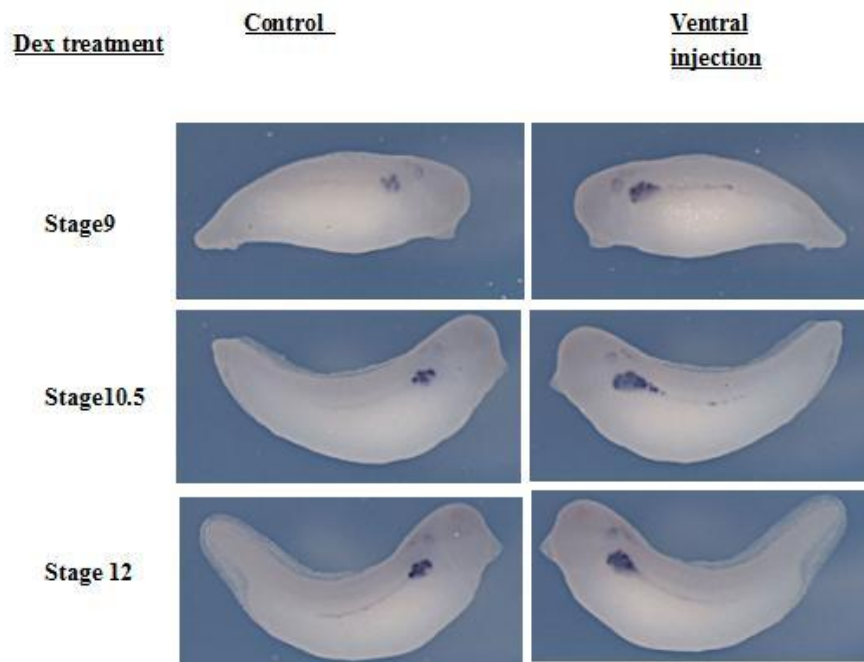 Control
Ventral
injection
Dex treatment
Stage9
Stage10.5
Stage 12